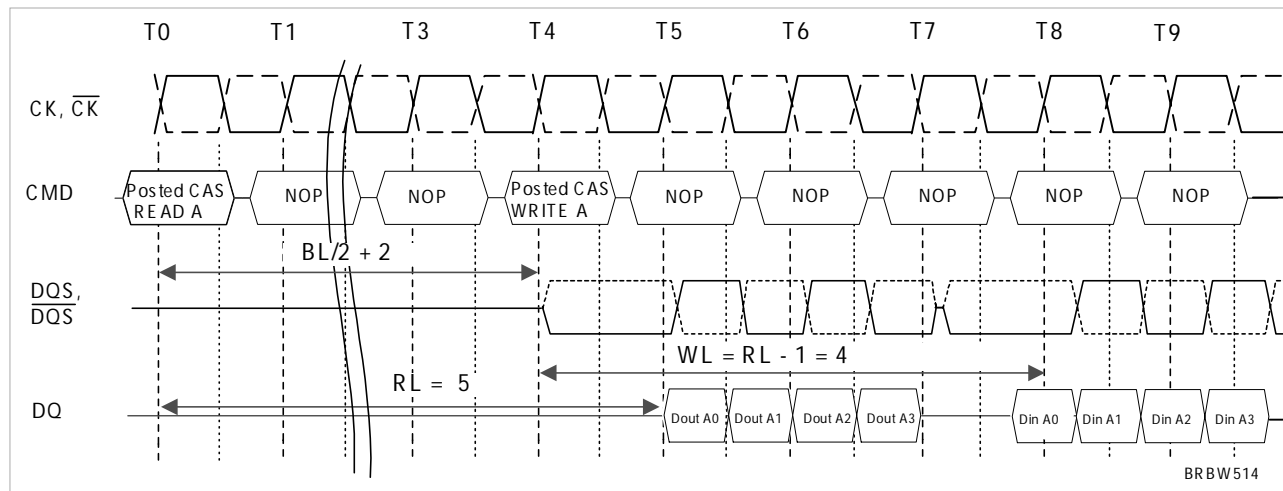 T0 T1 T3 T4 T5 T6 T7 T8 T9
CK, CK
CMD Posted CAS READ A NOP NOP Posted CAS WRITE A NOP NOP NOP NOP NOP
BL/2 + 2
DQS,
DQS
WL = RL - 1 = 4
RL = 5
DQ Dout A0 Dout A1 Dout A2 Dout A3 Din A0 Din A1 Din A2 Din A3
BRBW514